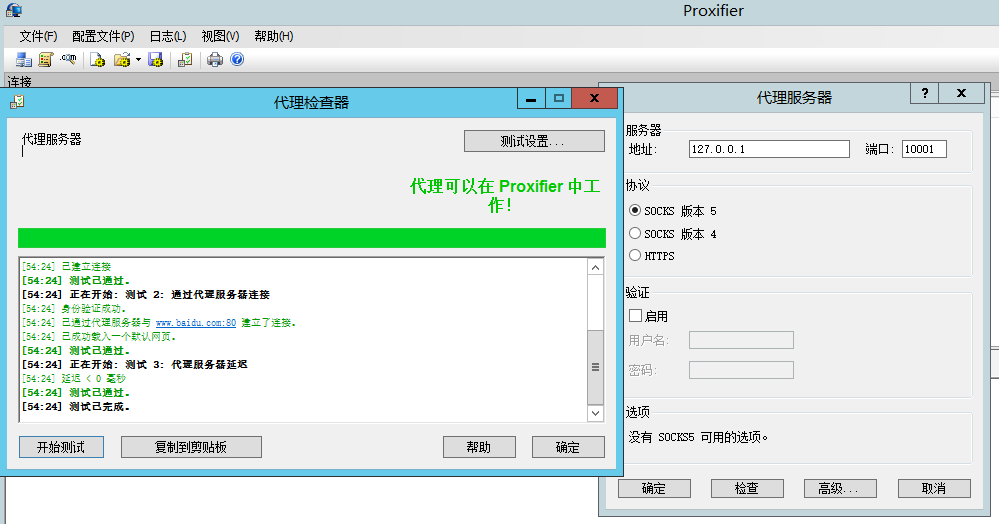 Proxifier
文件(F) 配置文件(P) 日志(L) 视图(V) 帮助(H)
连接
代理检查器
代理服务器
测试设置...
代理可以在 Proxifier 中工
作!
[54:24] 已建立连接
[54:24] 测试已通过。
[54:24] 正在开始: 测试 2: 通过代理服务器连接
[54:24] 身份验证成功。
[54:24] 已通过代理服务器与 www.baidu.com:80 建立了连接。
[54:24] 已成功载入一个默认网页。
[54:24] 测试已通过。
[54:24] 正在开始: 测试 3: 代理服务器延迟
[54:24] 延迟 < 0 毫秒
[54:24] 测试已通过。
[54:24] 测试已完成。
开始测试 复制到剪贴板 帮助 确定
代理服务器
? x
服务器
地址: 127.0.0.1 端口: 10001
协议
SOCKS 版本 5
SOCKS 版本 4
HTTPS
验证
启用
用户名:
密码:
选项
没有 SOCKS5 可用的选项。
确定 检查 高级... 取消